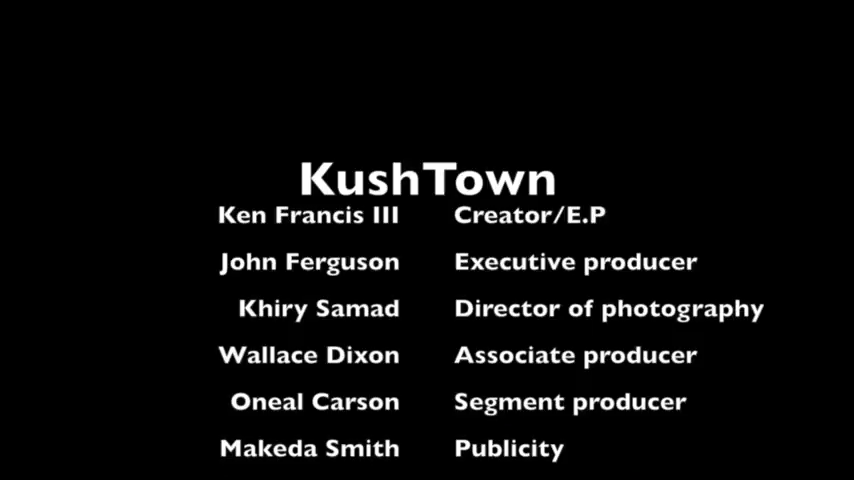 KushTown
Ken Francis III Creator/E.P
John Ferguson Executive producer
Khiry Samad Director of photography
Wallace Dixon Associate producer
Oneal Carson Segment producer
Makeda Smith Publicity